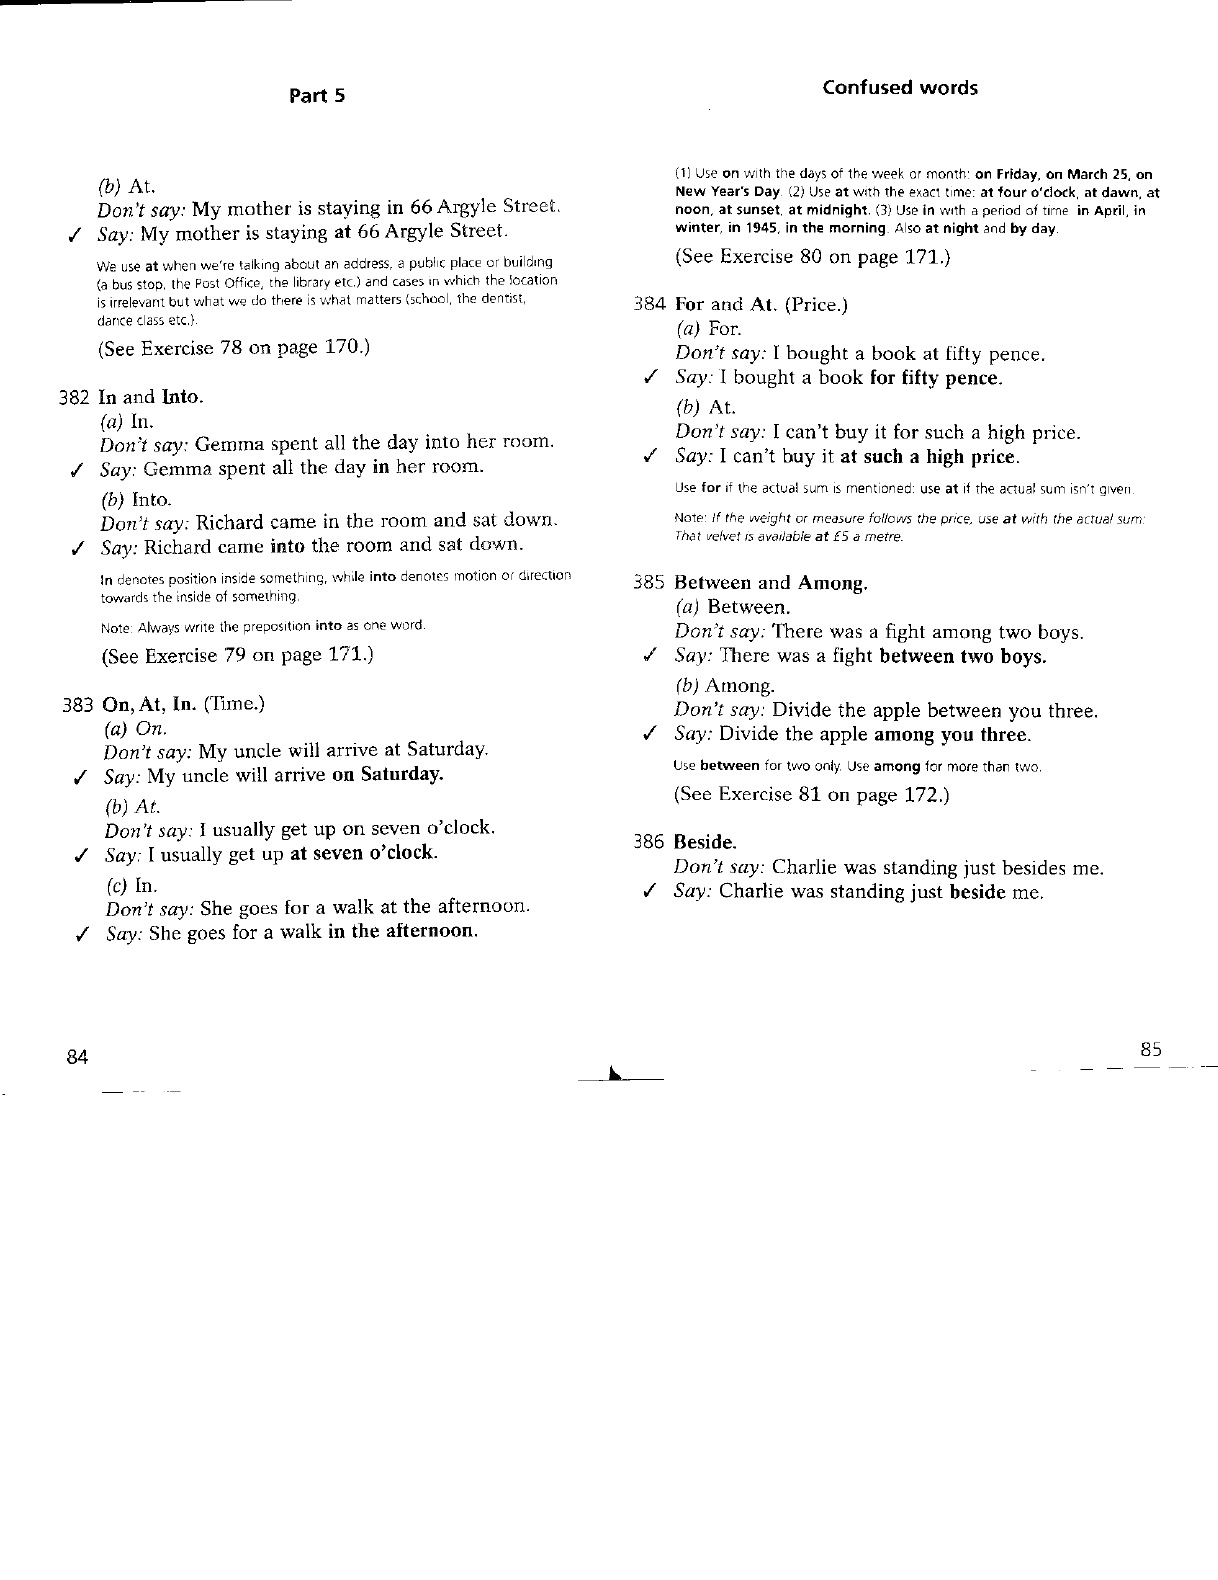 Part 5
(b) At.
Don't say: My mother is staying in 66 Argyle Street.
✓ Say: My mother is staying at 66 Argyle Street.
We use at when we're talking about an address, a public place or building
(a bus stop, the Post Office, the library etc.) and cases in which the location
is irrelevant but what we do there is what matters (school, the dentist,
dance class etc.).
(See Exercise 78 on page 170.)
382 In and Into.
(a) In.
Don't say: Gemma spent all the day into her room.
✓ Say: Gemma spent all the day in her room.
(b) Into.
Don't say: Richard came in the room and sat down.
✓ Say: Richard came into the room and sat down.
In denotes position inside something, while into denotes motion or direction
towards the inside of something.
Note: Always write the preposition into as one word.
(See Exercise 79 on page 171.)
383 On, At, In. (Time.)
(a) On.
Don't say: My uncle will arrive at Saturday.
✓ Say: My uncle will arrive on Saturday.
(b) At.
Don't say: I usually get up on seven o'clock.
✓ Say: I usually get up at seven o'clock.
(c) In.
Don't say: She goes for a walk at the afternoon.
✓ Say: She goes for a walk in the afternoon.
84
Confused words
(1) Use on with the days of the week or month: on Friday, on March 25, on
New Year's Day. (2) Use at with the exact time: at four o'clock, at dawn, at
noon, at sunset, at midnight. (3) Use in with a period of time: in April, in
winter, in 1945, in the morning. Also at night and by day.
(See Exercise 80 on page 171.)
384 For and At. (Price.)
(a) For.
Don't say: I bought a book at fifty pence.
✓ Say: I bought a book for fifty pence.
(b) At.
Don't say: I can't buy it for such a high price.
✓ Say: I can't buy it at such a high price.
Use for if the actual sum is mentioned: use at if the actual sum isn't given.
Note: If the weight or measure follows the price, use at with the actual sum:
That velvet is available at £5 a metre.
385 Between and Among.
(a) Between.
Don't say: There was a fight among two boys.
✓ Say: There was a fight between two boys.
(b) Among.
Don't say: Divide the apple between you three.
✓ Say: Divide the apple among you three.
Use between for two only. Use among for more than two.
(See Exercise 81 on page 172.)
386 Beside.
Don't say: Charlie was standing just besides me.
✓ Say: Charlie was standing just beside me.
85